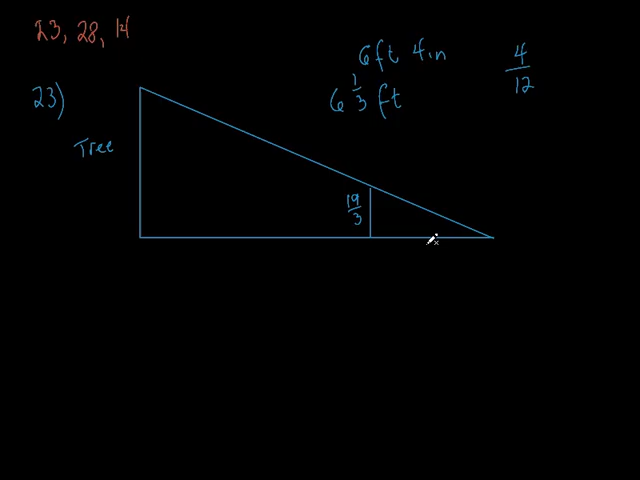 23, 28, 14
6ft 4in
4/12
23)
6 1/3 ft
Tree
19/3